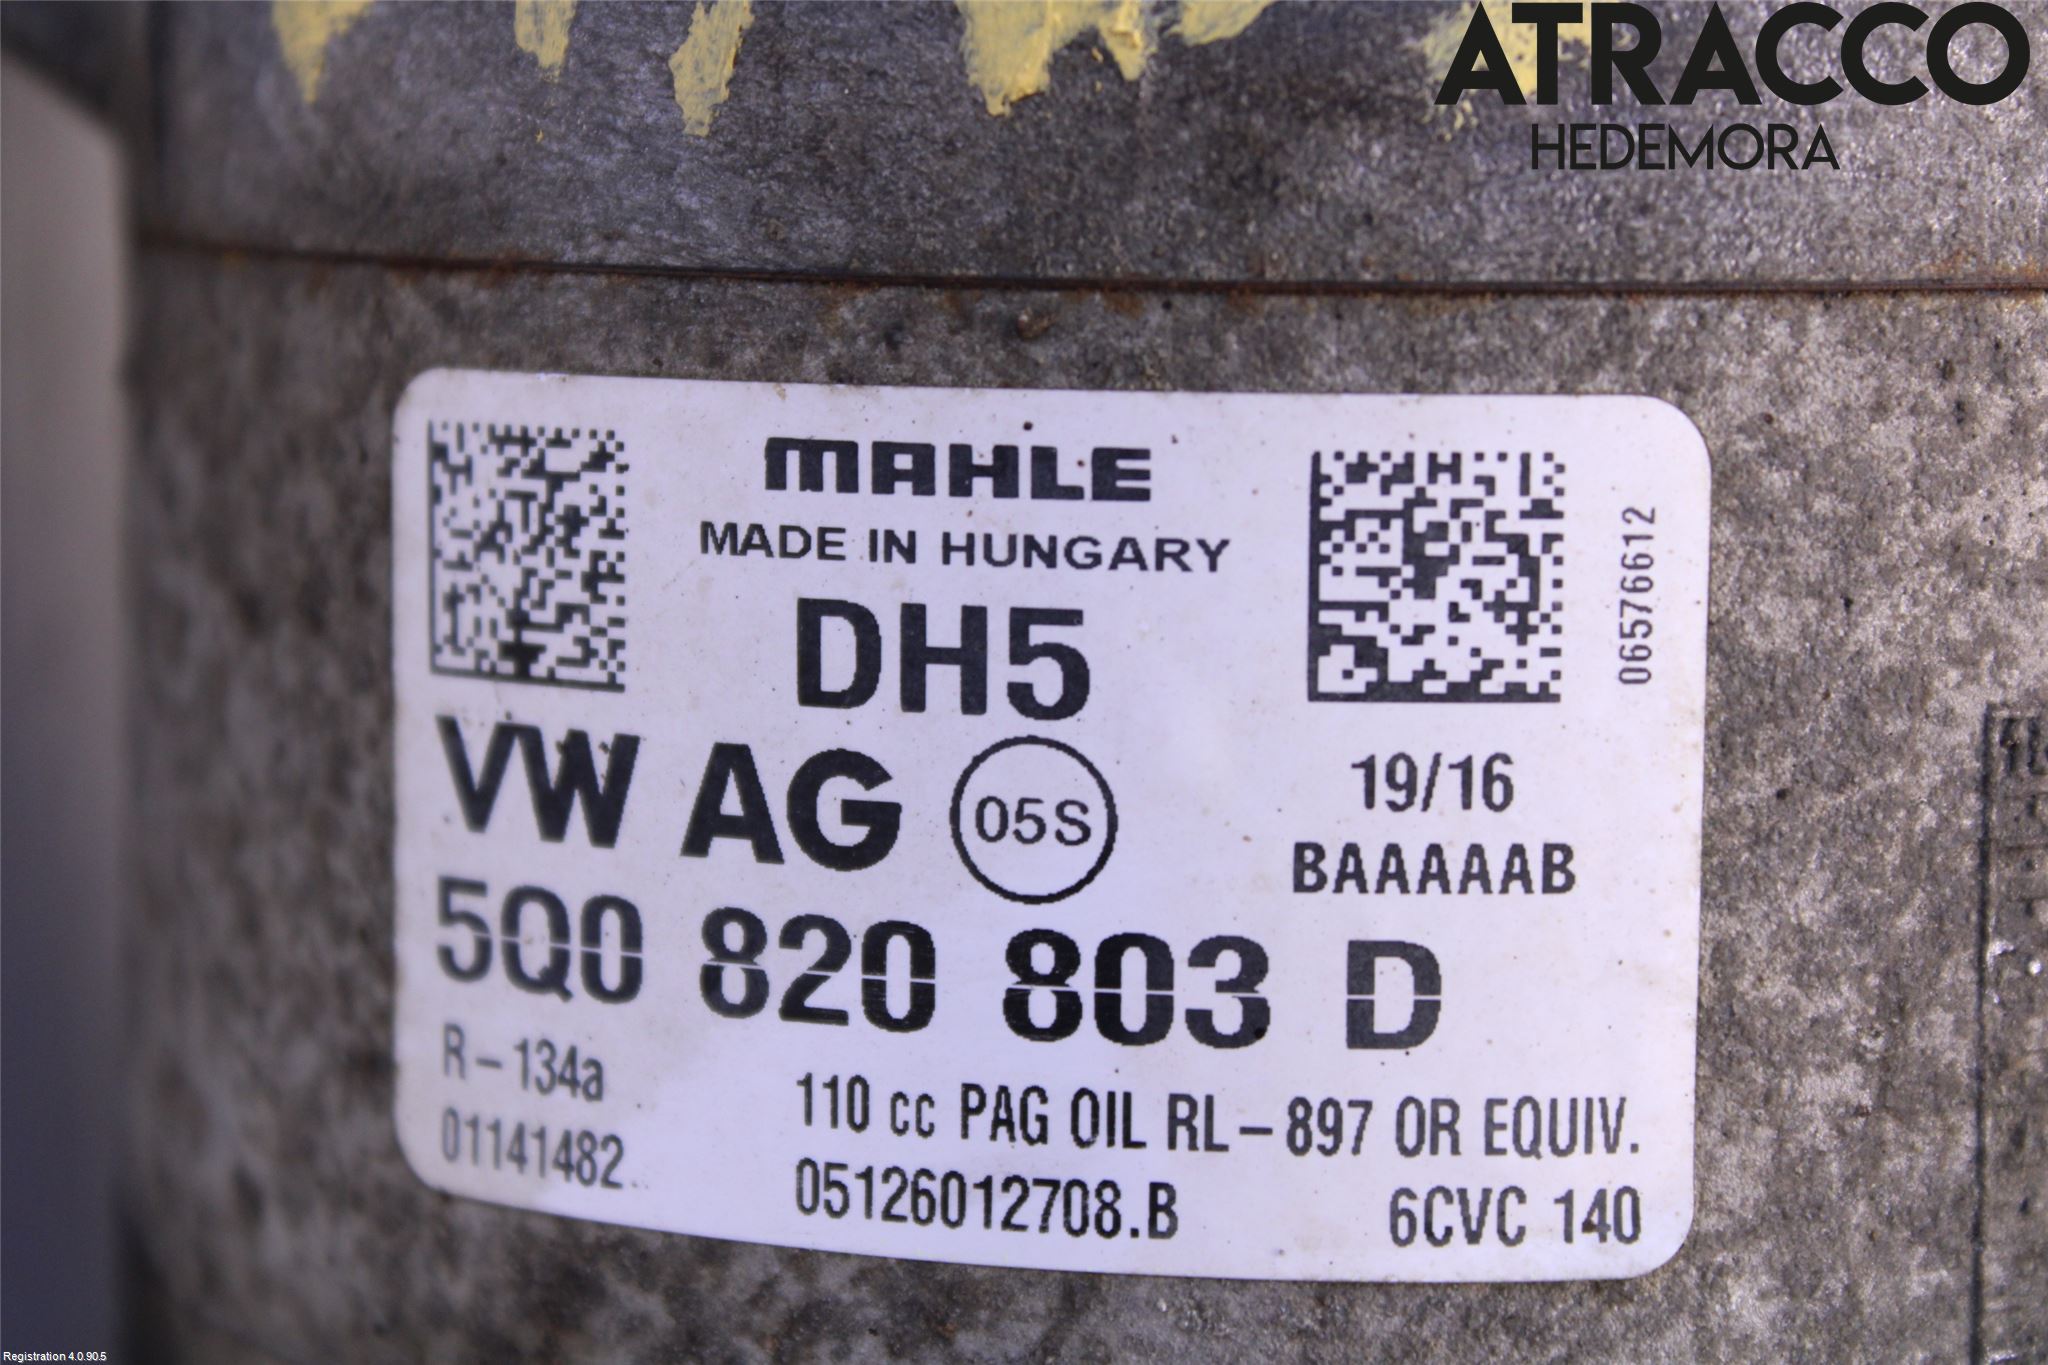 ATRACCO
HEDEMORA
MAHLE
MADE IN HUNGARY
DH5
06576612
VW AG 05S
19/16
BAAAAAB
5Q0 820 803 D
R-134a
110 cc PAG OIL RL-897 OR EQUIV.
01141482
05126012708.B
6CVC 140
Registration 4.0.90.5